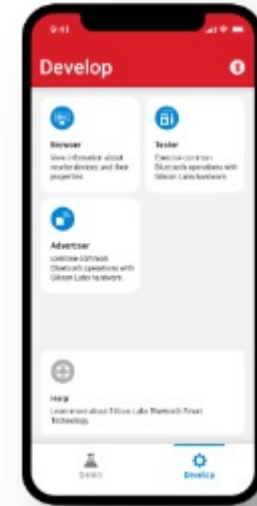 9:41
Develop
Browser
View information about
nearby devices and their
properties.
Tester
Exercise common
Bluetooth operations with
Silicon Labs hardware.
Advertiser
Exercise common
Bluetooth operations with
Silicon Labs hardware.
Help
Learn more about Silicon Labs Bluetooth Smart
Technology.
Demo
Develop